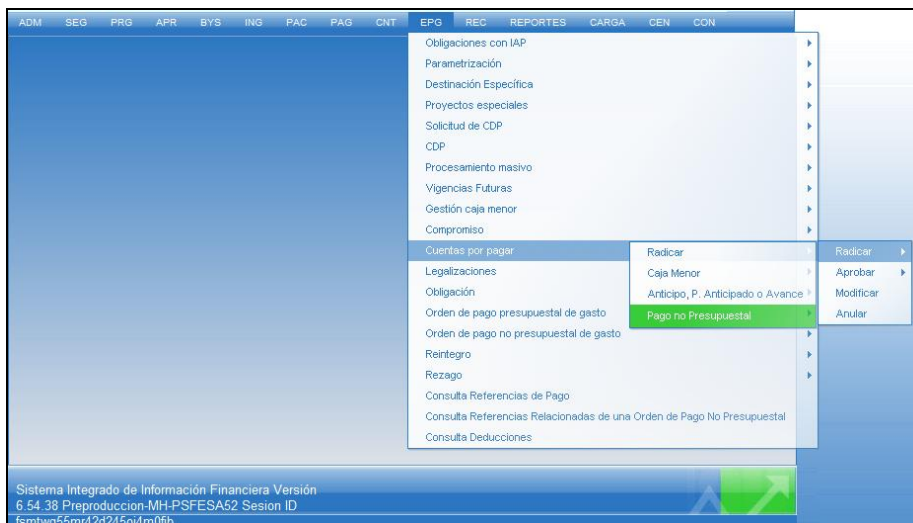 ADM SEG PRG APR BYS ING PAC PAG CNT EPG REC REPORTES CARGA CEN CON
Obligaciones con IAP
Parametrización
Destinación Específica
Proyectos especiales
Solicitud de CDP
CDP
Procesamiento masivo
Vigencias Futuras
Gestión caja menor
Compromiso
Cuentas por pagar
Legalizaciones
Obligación
Orden de pago presupuestal de gasto
Orden de pago no presupuestal de gasto
Reintegro
Rezago
Consulta Referencias de Pago
Consulta Referencias Relacionadas de una Orden de Pago No Presupuestal
Consulta Deducciones
Radicar
Caja Menor
Anticipo, P. Anticipado o Avance
Pago no Presupuestal
Radicar
Aprobar
Modificar
Anular
Sistema Integrado de Información Financiera Versión
6.54.38 Preproduccion-MH-PSFESA52 Sesion ID